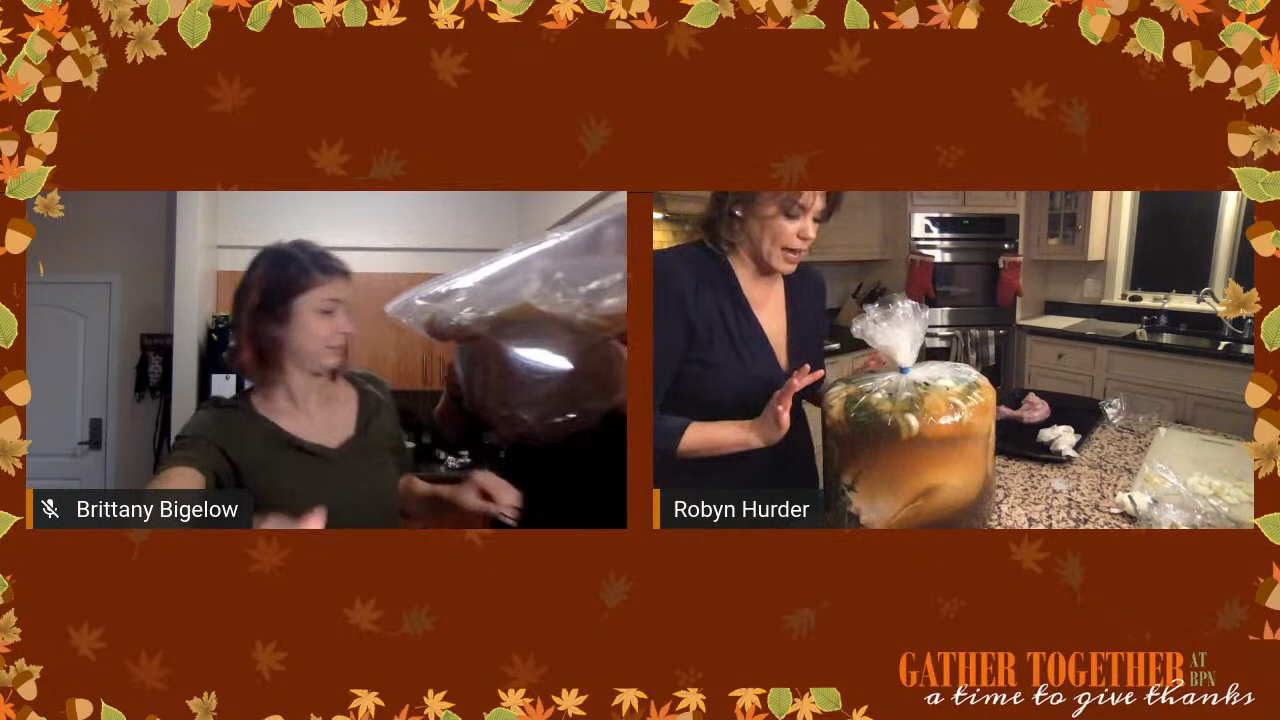 Brittany Bigelow
Robyn Hurder
GATHER TOGETHER AT BPN
a time to give thanks